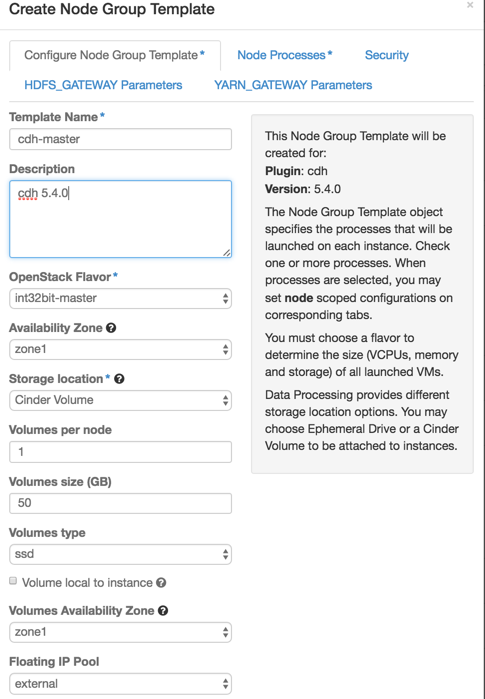 Create Node Group Template
×
Configure Node Group Template*
Node Processes*
Security
HDFS_GATEWAY Parameters
YARN_GATEWAY Parameters
Template Name*
cdh-master
Description
cdh 5.4.0
OpenStack Flavor*
int32bit-master
Availability Zone ?
zone1
Storage location* ?
Cinder Volume
Volumes per node
1
Volumes size (GB)
50
Volumes type
ssd
Volume local to instance ?
Volumes Availability Zone ?
zone1
Floating IP Pool
external
This Node Group Template will be
created for:
Plugin: cdh
Version: 5.4.0
The Node Group Template object
specifies the processes that will be
launched on each instance. Check
one or more processes. When
processes are selected, you may
set node scoped configurations on
corresponding tabs.
You must choose a flavor to
determine the size (VCPUs, memory
and storage) of all launched VMs.
Data Processing provides different
storage location options. You may
choose Ephemeral Drive or a Cinder
Volume to be attached to instances.